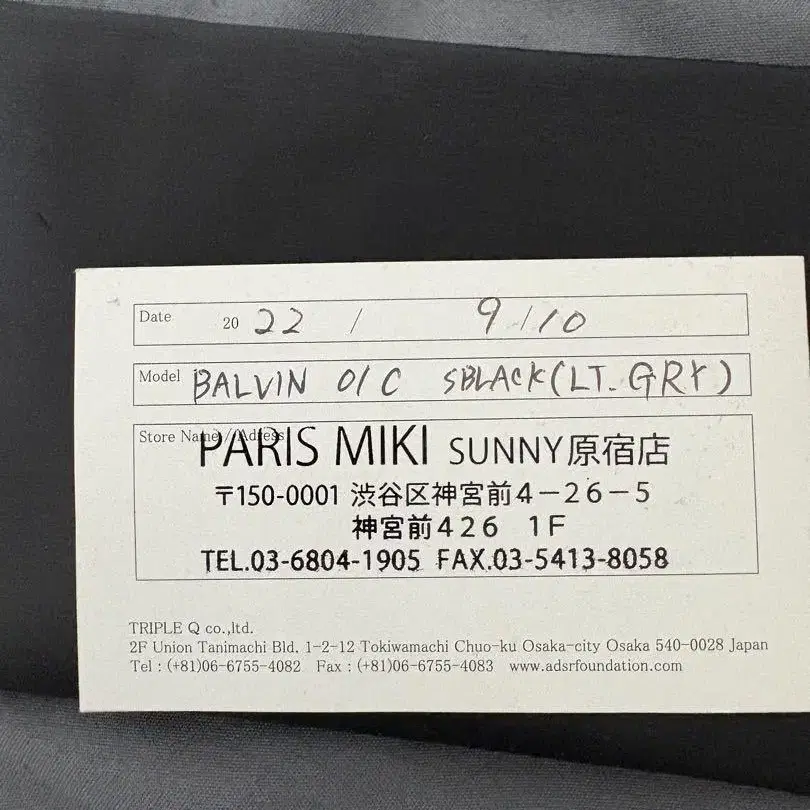 Date 20 22 / 9 / 10
Model BALVIN 01C SBLACK(LT.GRY)
Store Name / Adress
PARIS MIKI SUNNY原宿店
〒150-0001 渋谷区神宮前4-26-5
神宮前426 1F
TEL.03-6804-1905 FAX.03-5413-8058
TRIPLE Q co.,ltd.
2F Union Tanimachi Bld, 1-2-12 Tokiwamachi Chuo-ku Osaka-city Osaka 540-0028 Japan
Tel : (+81)06-6755-4082 Fax : (+81)06-6755-4083 www.adsrfoundation.com